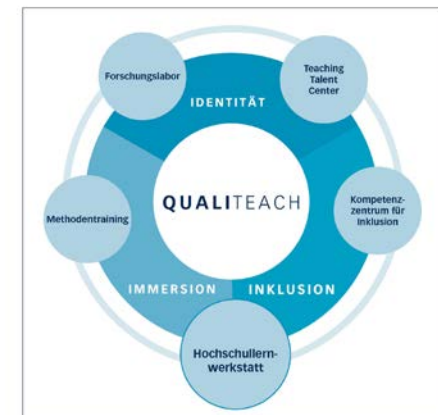 Forschungslabor
Teaching
Talent
Center
IDENTITÄT
QUALITEACH
Methodentraining
Kompetenz-
zentrum für
Inklusion
IMMERSION
INKLUSION
Hochschullern-
werkstatt